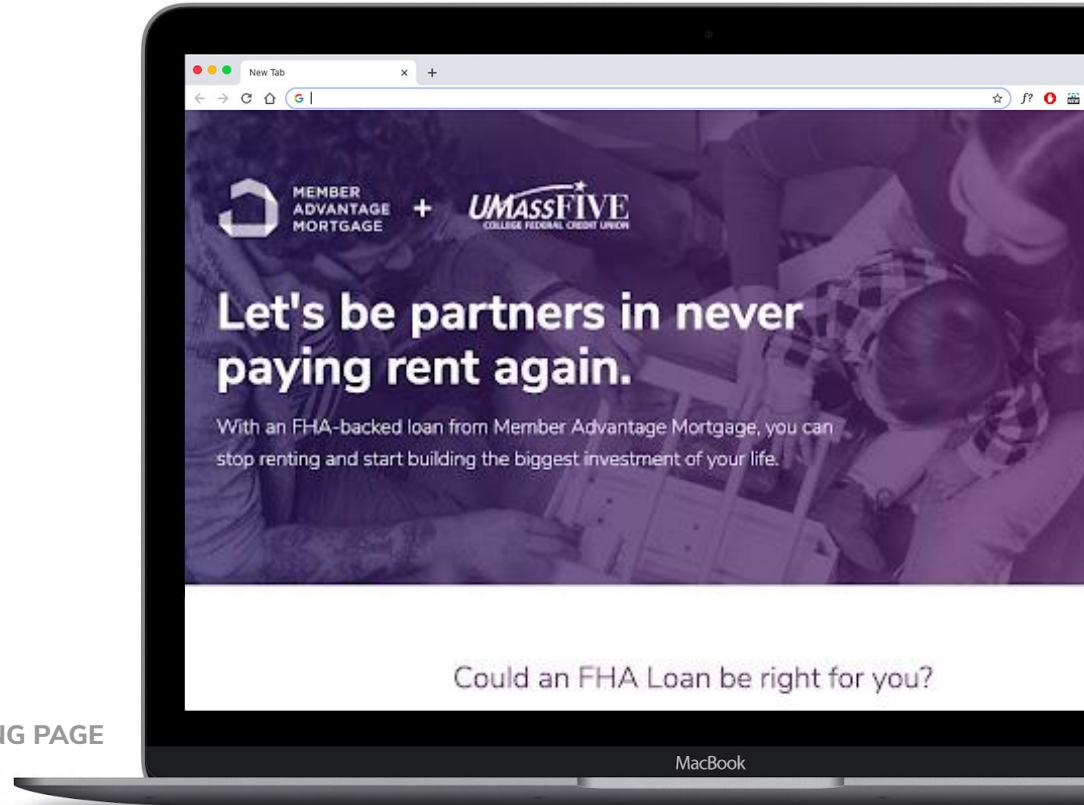 New Tab
MEMBER
ADVANTAGE
MORTGAGE
+
UMASSFIVE
COLLEGE FEDERAL CREDIT UNION
Let's be partners in never
paying rent again.
With an FHA-backed loan from Member Advantage Mortgage, you can
stop renting and start building the biggest investment of your life.
Could an FHA Loan be right for you?
NG PAGE
MacBook